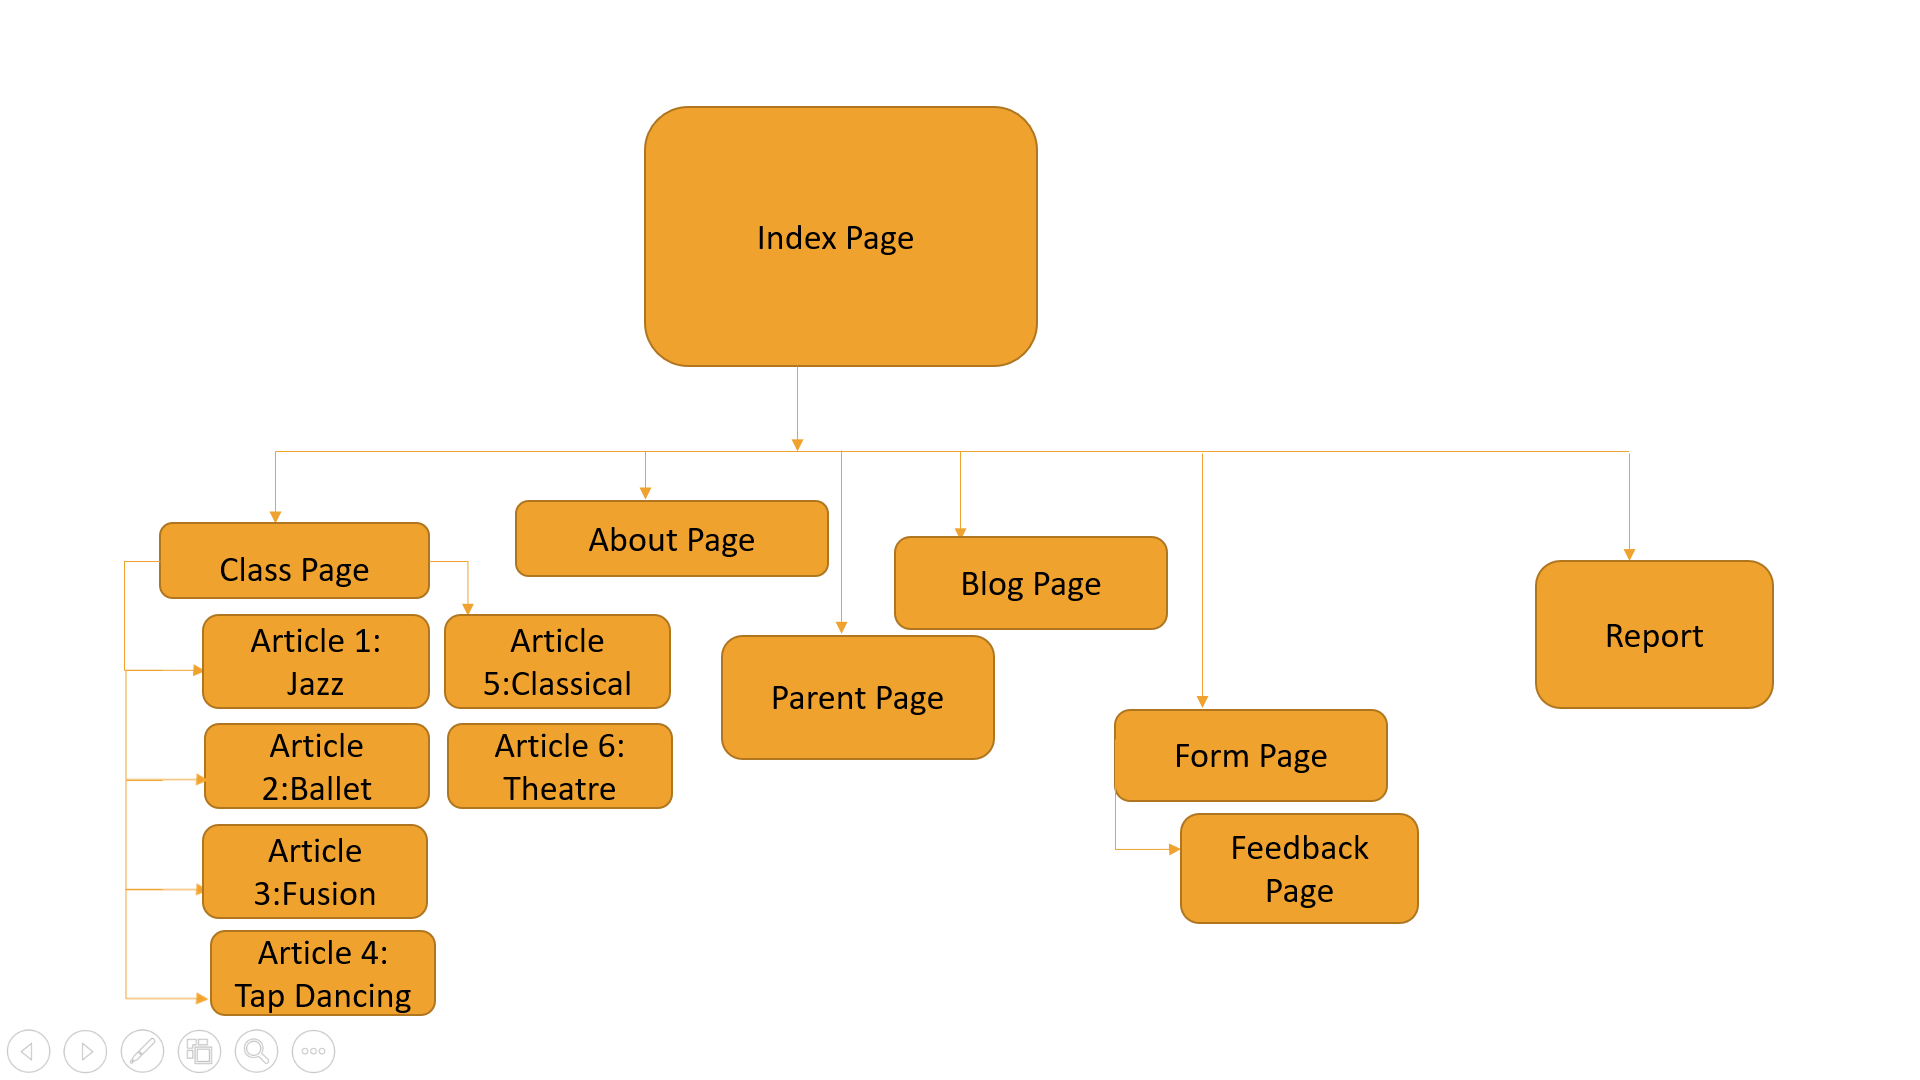 Index Page
Class Page
About Page
Blog Page
Parent Page
Form Page
Feedback
Page
Report
Article 1:
Jazz
Article
2:Ballet
Article
3:Fusion
Article 4:
Tap Dancing
Article
5:Classical
Article 6:
Theatre